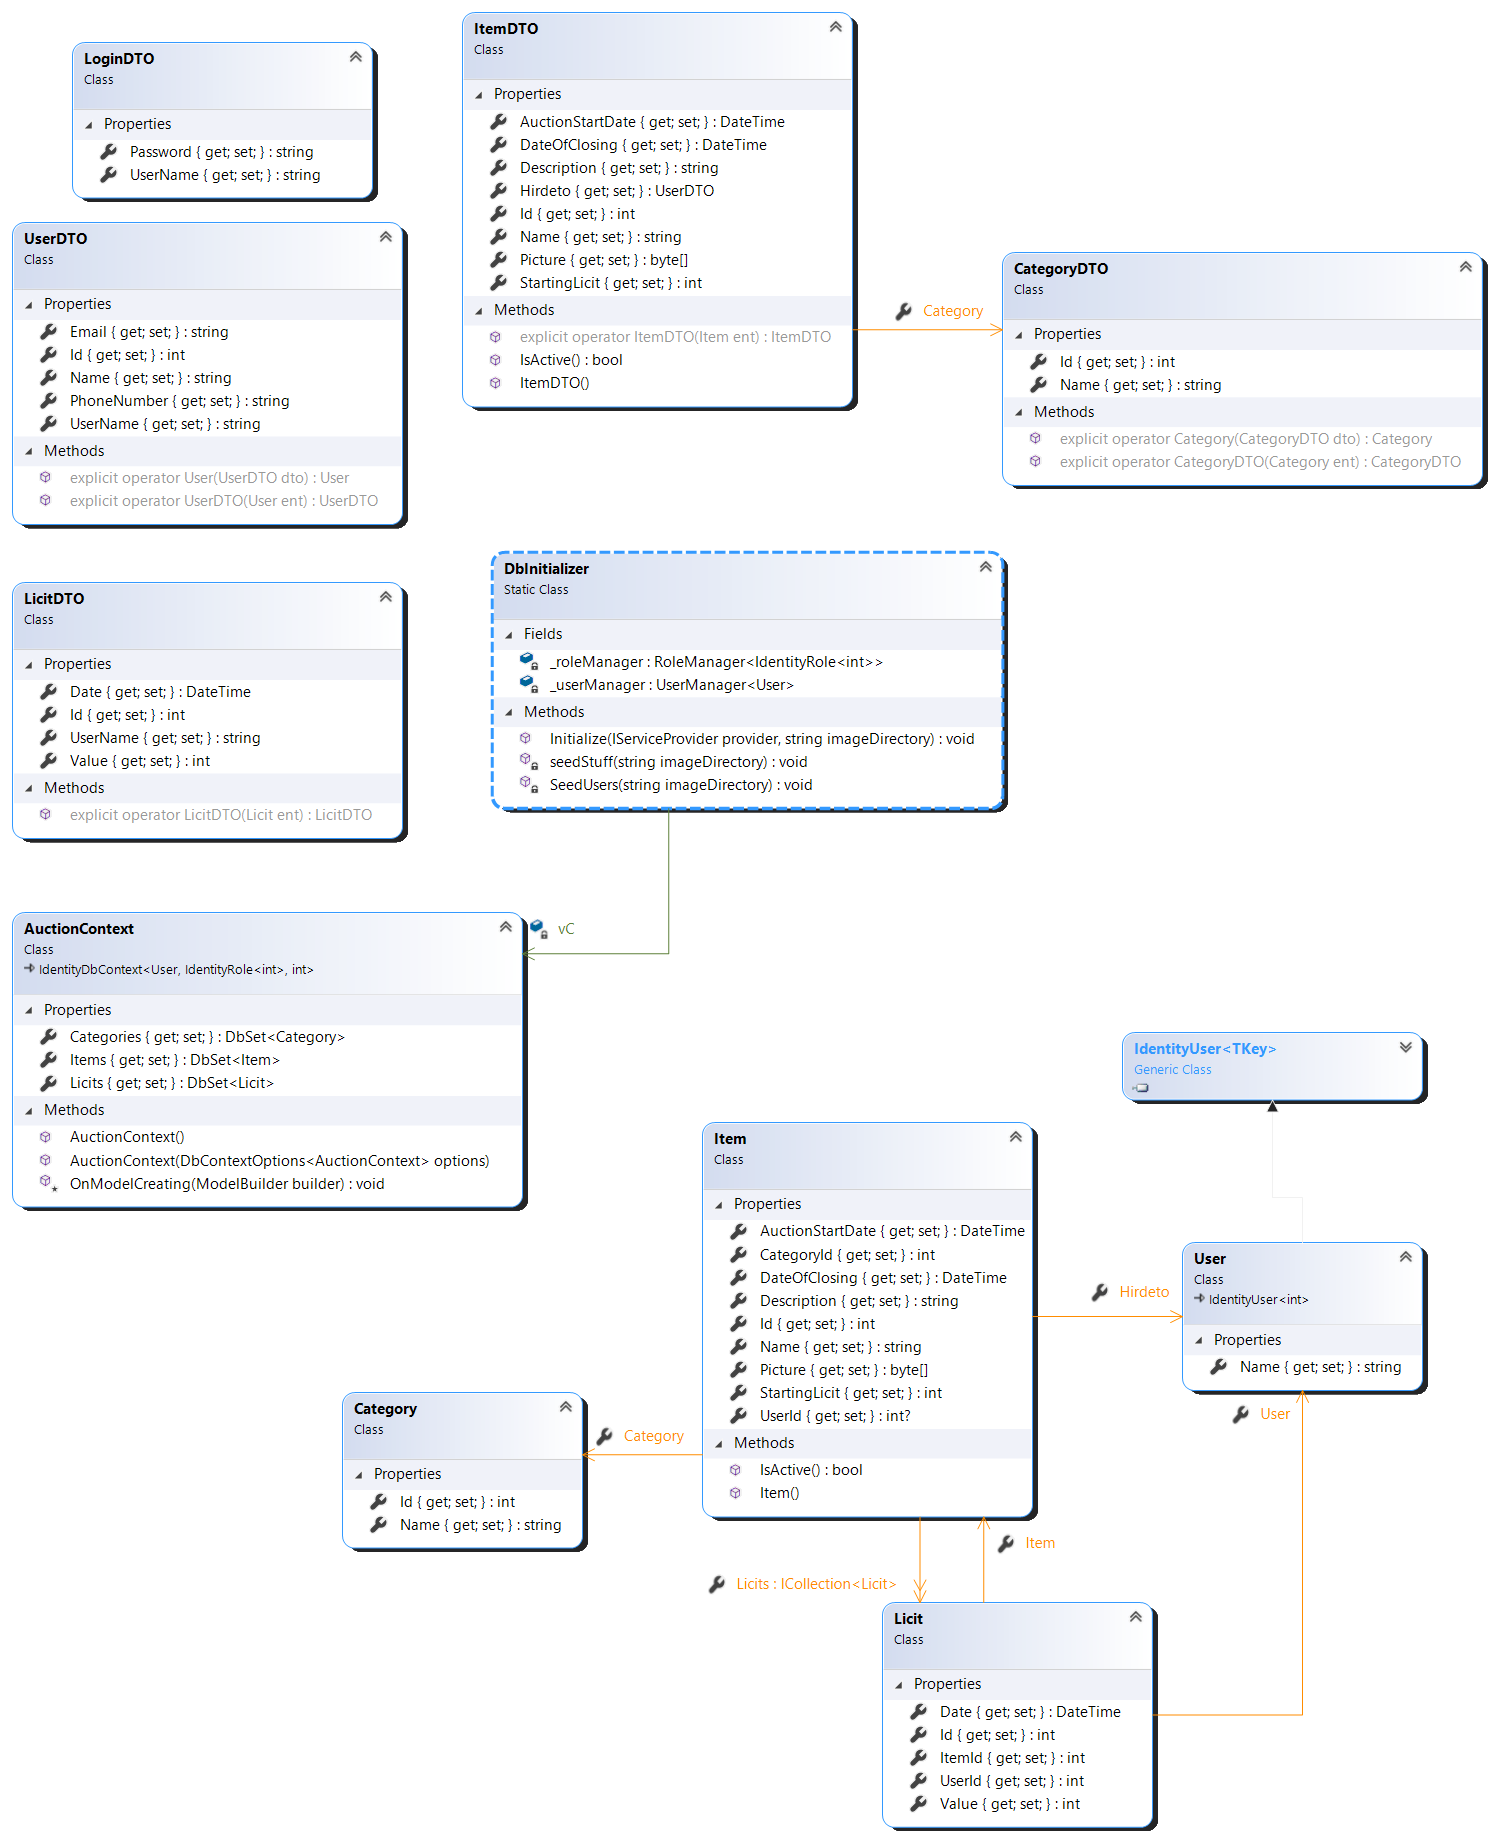 LoginDTO
Class
Properties
Password { get; set; } : string
UserName { get; set; } : string
ItemDTO
Class
Properties
AuctionStartDate { get; set; } : DateTime
DateOfClosing { get; set; } : DateTime
Description { get; set; } : string
Hirdeto { get; set; } : UserDTO
Id { get; set; } : int
Name { get; set; } : string
Picture { get; set; } : byte[]
StartingLicit { get; set; } : int
Methods
explicit operator ItemDTO(Item ent) : ItemDTO
IsActive() : bool
ItemDTO()
Category
CategoryDTO
Class
Properties
Id { get; set; } : int
Name { get; set; } : string
Methods
explicit operator Category(CategoryDTO dto) : Category
explicit operator CategoryDTO(Category ent) : CategoryDTO
UserDTO
Class
Properties
Email { get; set; } : string
Id { get; set; } : int
Name { get; set; } : string
PhoneNumber { get; set; } : string
UserName { get; set; } : string
Methods
explicit operator User(UserDTO dto) : User
explicit operator UserDTO(User ent) : UserDTO
LicitDTO
Class
Properties
Date { get; set; } : DateTime
Id { get; set; } : int
UserName { get; set; } : string
Value { get; set; } : int
Methods
explicit operator LicitDTO(Licit ent) : LicitDTO
DbInitializer
Static Class
Fields
_roleManager : RoleManager<IdentityRole<int>>
_userManager : UserManager<User>
Methods
Initialize(IServiceProvider provider, string imageDirectory) : void
seedStuff(string imageDirectory) : void
SeedUsers(string imageDirectory) : void
vC
AuctionContext
Class
IdentityDbContext<User, IdentityRole<int>, int>
Properties
Categories { get; set; } : DbSet<Category>
Items { get; set; } : DbSet<Item>
Licits { get; set; } : DbSet<Licit>
Methods
AuctionContext()
AuctionContext(DbContextOptions<AuctionContext> options)
OnModelCreating(ModelBuilder builder) : void
IdentityUser<TKey>
Generic Class
Item
Class
Properties
AuctionStartDate { get; set; } : DateTime
CategoryId { get; set; } : int
DateOfClosing { get; set; } : DateTime
Description { get; set; } : string
Id { get; set; } : int
Name { get; set; } : string
Picture { get; set; } : byte[]
StartingLicit { get; set; } : int
UserId { get; set; } : int?
Methods
IsActive() : bool
Item()
Hirdeto
User
Class
IdentityUser<int>
Properties
Name { get; set; } : string
User
Category
Class
Properties
Id { get; set; } : int
Name { get; set; } : string
Category
Item
Licits : ICollection<Licit>
Licit
Class
Properties
Date { get; set; } : DateTime
Id { get; set; } : int
ItemId { get; set; } : int
UserId { get; set; } : int
Value { get; set; } : int